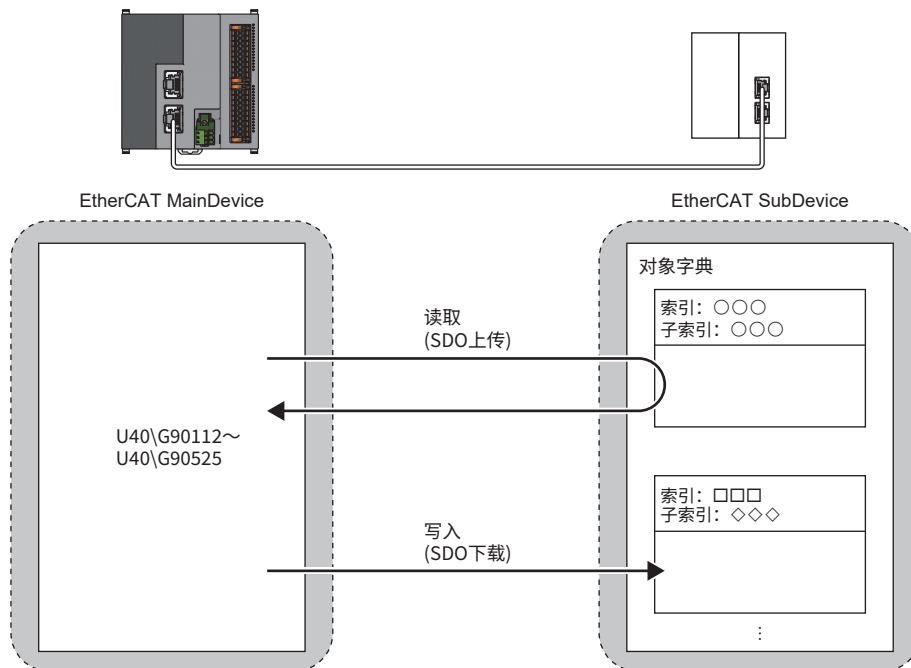 EtherCAT MainDevice
EtherCAT SubDevice
对象字典
索引：○○○
子索引：○○○
读取
(SDO上传)
U40\G90112～
U40\G90525
索引：□□□
子索引：◇◇◇
写入
(SDO下载)
⋮